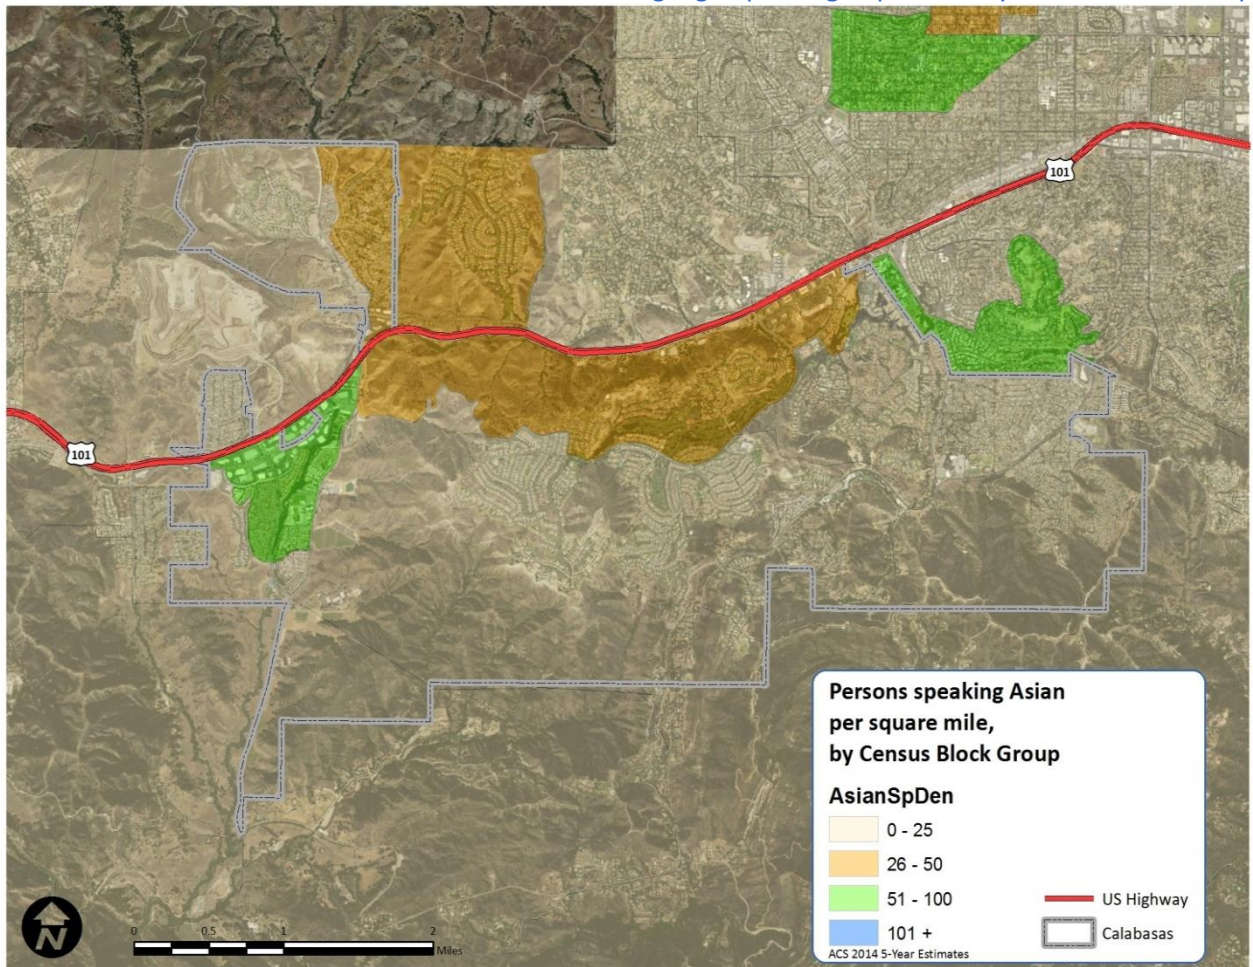 101
101
Persons speaking Asian
per square mile,
by Census Block Group
AsianSpDen
0 - 25
26 - 50
51 - 100
101 +
US Highway
Calabasas
ACS 2014 5-Year Estimates
N
0 0.5 1 2
Miles